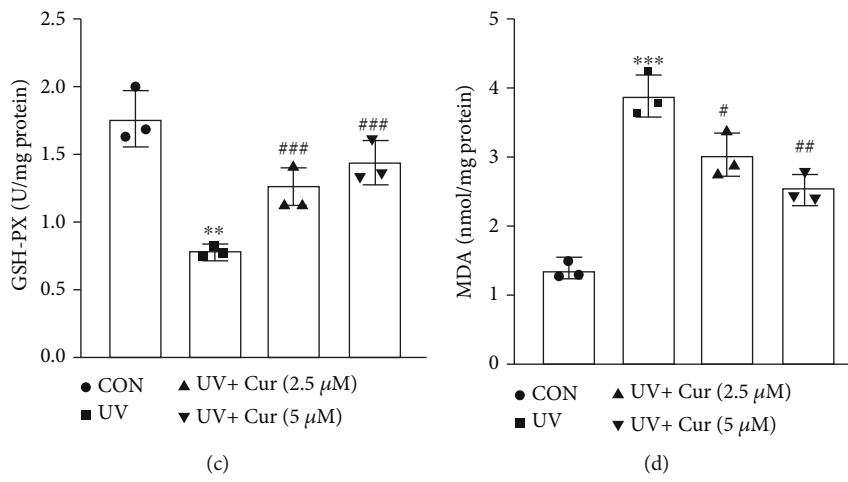 GSH-PX (U/mg protein)
2.0
1.5
1.0
0.5
0.0
**
###
###
CON
UV
UV+ Cur (2.5 μM)
UV+ Cur (5 μM)
(c)
MDA (nmol/mg protein)
5
4
3
2
1
0
***
#
##
CON
UV
UV+ Cur (2.5 μM)
UV+ Cur (5 μM)
(d)